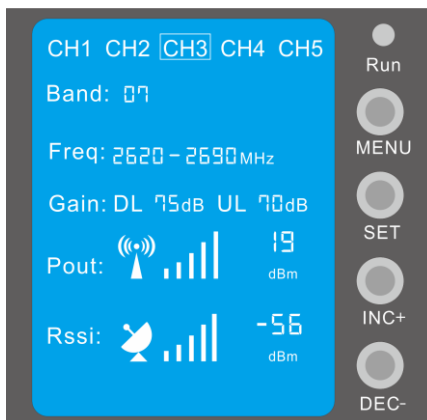 CH1 CH2 CH3 CH4 CH5
Run
Band: 07
MENU
Freq: 2620-2690MHz
Gain: DL 75dB UL 70dB
SET
Pout: 19
dBm
INC+
Rssi: -56
dBm
DEC-